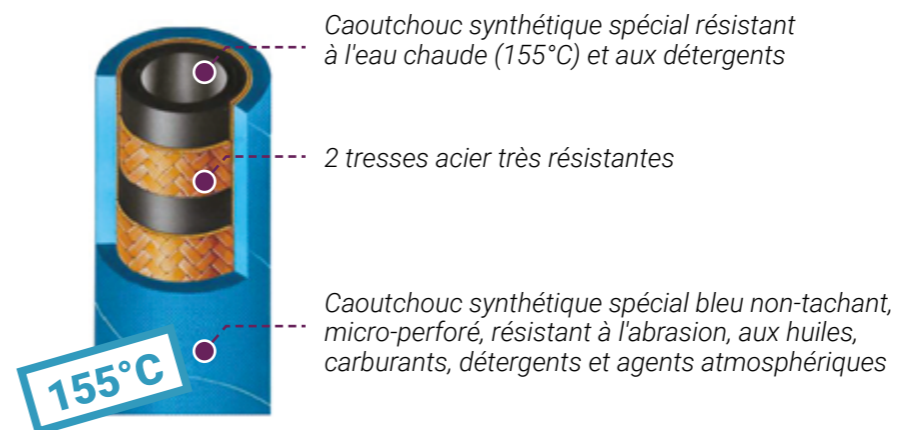 Caoutchouc synthétique spécial résistant
à l'eau chaude (155°C) et aux détergents
2 tresses acier très résistantes
Caoutchouc synthétique spécial bleu non-tachant,
micro-perforé, résistant à l'abrasion, aux huiles,
carburants, détergents et agents atmosphériques
155°C